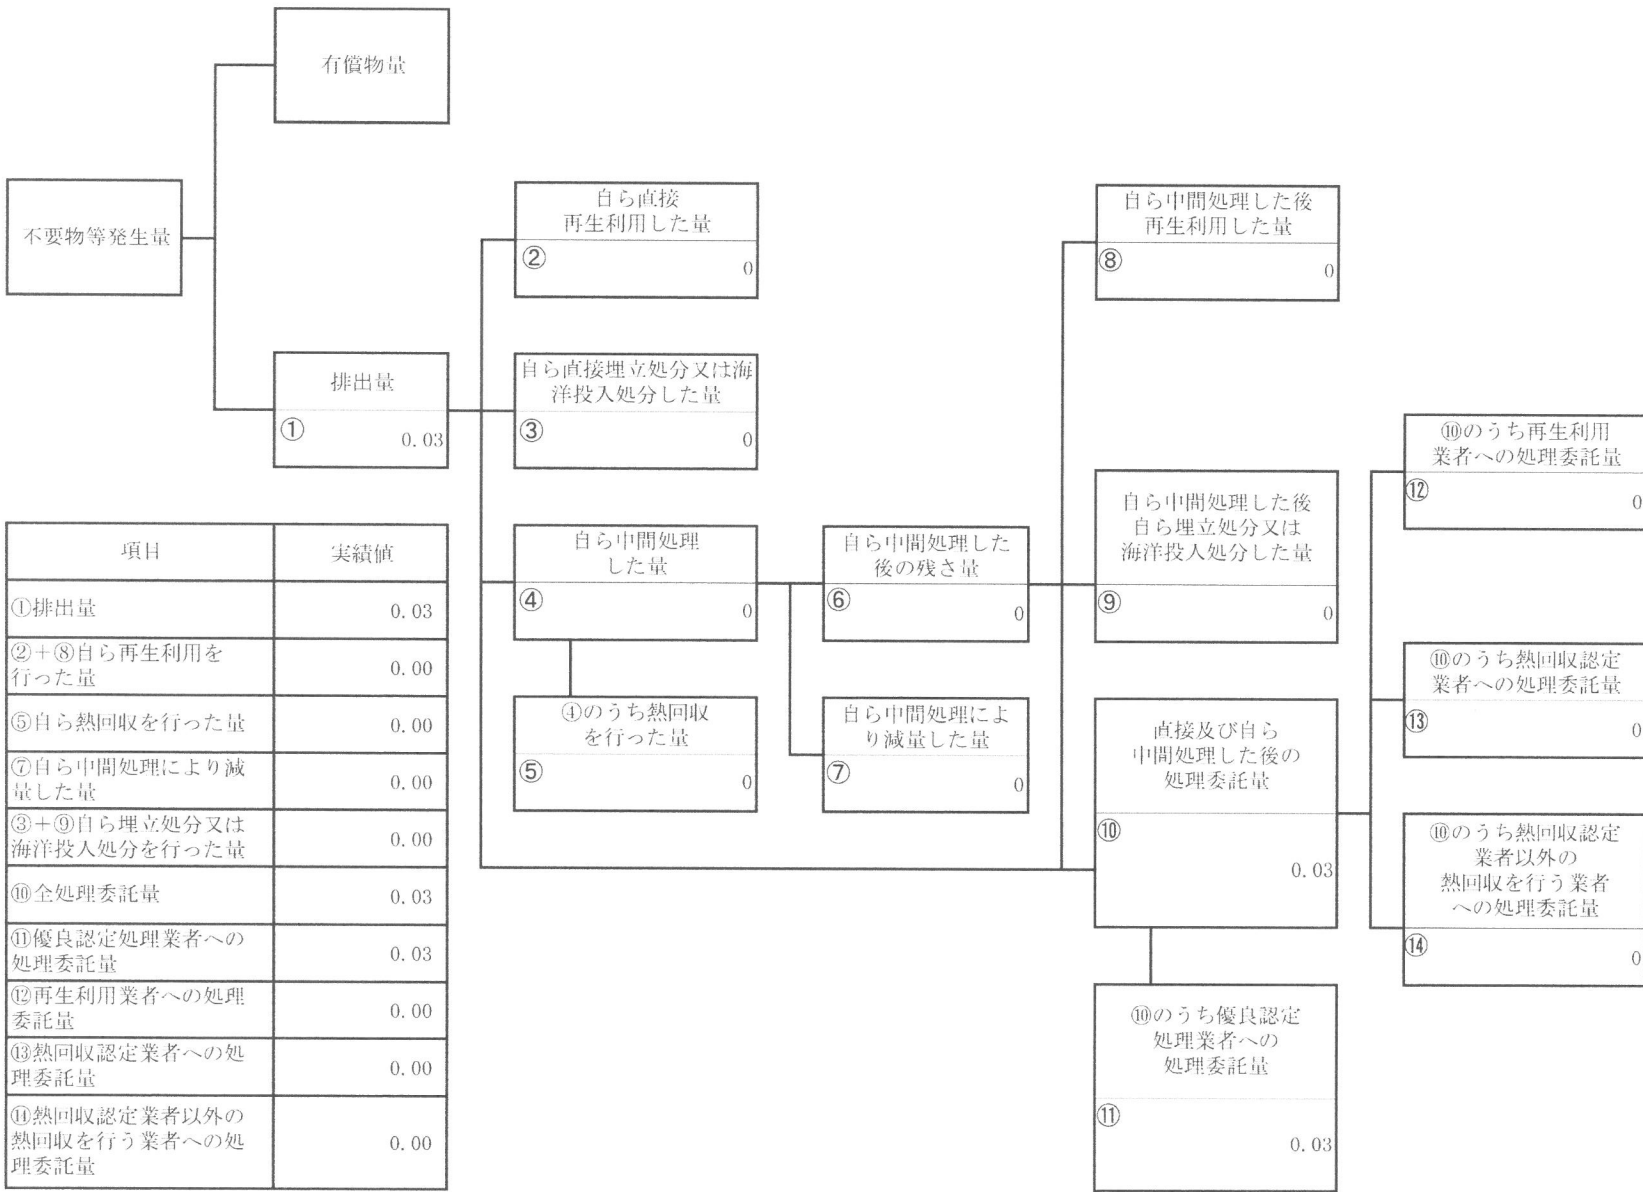 有償物量
不要物等発生量
排出量
①
0.03
自ら直接
再生利用した量
②
0
自ら直接埋立処分又は海
洋投入処分した量
③
0
自ら中間処理
した量
④
0
④のうち熱回収
を行った量
⑤
0
自ら中間処理した
後の残さ量
⑥
0
自ら中間処理によ
り減量した量
⑦
0
自ら中間処理した後
再生利用した量
⑧
0
自ら中間処理した後
自ら埋立処分又は
海洋投入処分した量
⑨
0
直接及び自ら
中間処理した後の
処理委託量
⑩
0.03
⑩のうち優良認定
処理業者への
処理委託量
⑪
0.03
⑩のうち再生利用
業者への処理委託量
⑫
0
⑩のうち熱回収認定
業者への処理委託量
⑬
0
⑩のうち熱回収認定
業者以外の
熱回収を行う業者
への処理委託量
⑭
0
項目 実績値
①排出量 0.03
②+⑧自ら再生利用を
行った量 0.00
⑤自ら熱回収を行った量 0.00
⑦自ら中間処理により減
量した量 0.00
③+⑨自ら埋立処分又は
海洋投入処分を行った量 0.00
⑩全処理委託量 0.03
⑪優良認定処理業者への
処理委託量 0.03
⑫再生利用業者への処理
委託量 0.00
⑬熱回収認定業者への処
理委託量 0.00
⑭熱回収認定業者以外の
熱回収を行う業者への処
理委託量 0.00